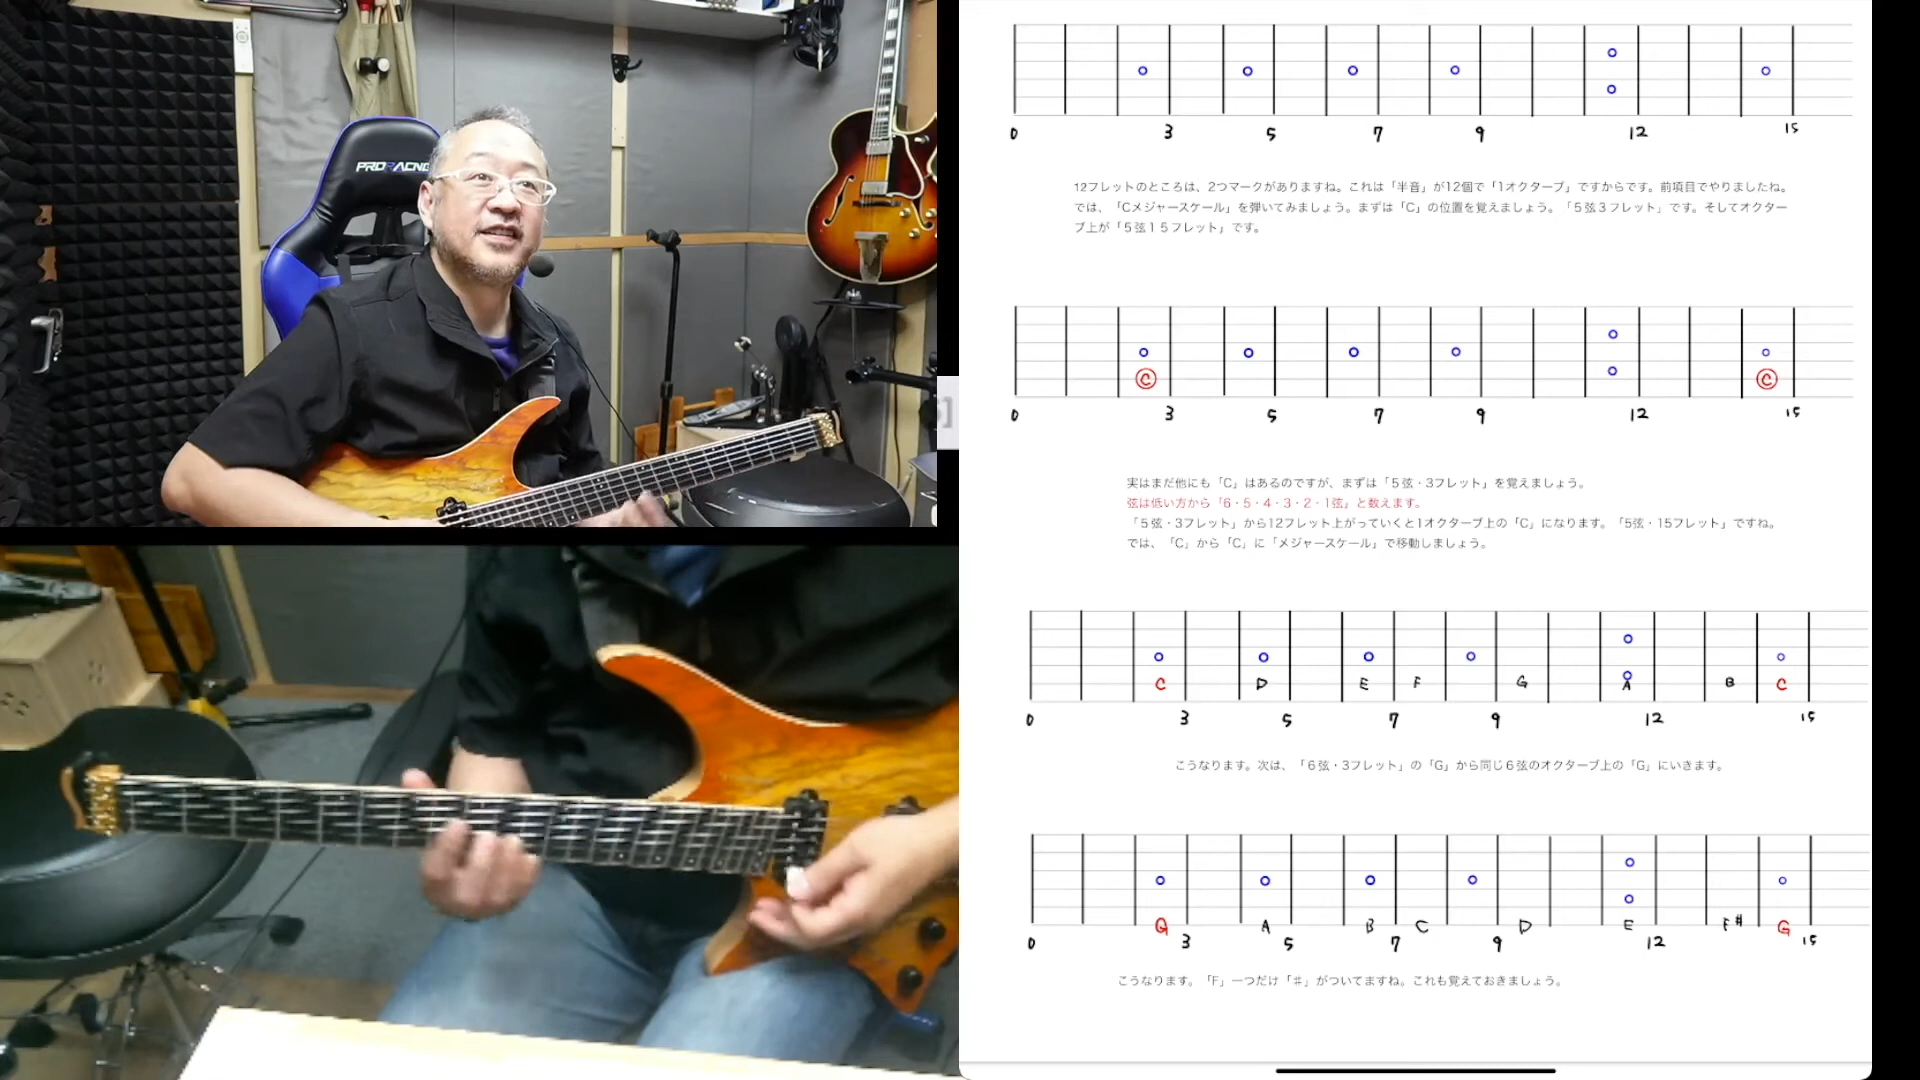 PRORACING
0 3 5 7 9 12 15
12フレットのところは、2つマークがありますね。これは「半音」が12個で「1オクターブ」ですからです。前項目でやりましたね。
では、「Cメジャースケール」を弾いてみましょう。まずは「C」の位置を覚えましょう。「5弦3フレット」です。そしてオクター
ブ上が「5弦15フレット」です。
C C
0 3 5 7 9 12 15
実はまだ他にも「C」はあるのですが、まずは「5弦・3フレット」を覚えましょう。
弦は低い方から「6・5・4・3・2・1弦」と数えます。
「5弦・3フレット」から12フレット上がっていくと1オクターブ上の「C」になります。「5弦・15フレット」ですね。
では、「C」から「C」に「メジャースケール」で移動しましょう。
C D E F G A B C
0 3 5 7 9 12 15
こうなります。次は、「6弦・3フレット」の「G」から同じ6弦のオクターブ上の「G」にいきます。
G A B C D E F# G
0 3 5 7 9 12 15
こうなります。「F」一つだけ「♯」がついてますね。これも覚えておきましょう。